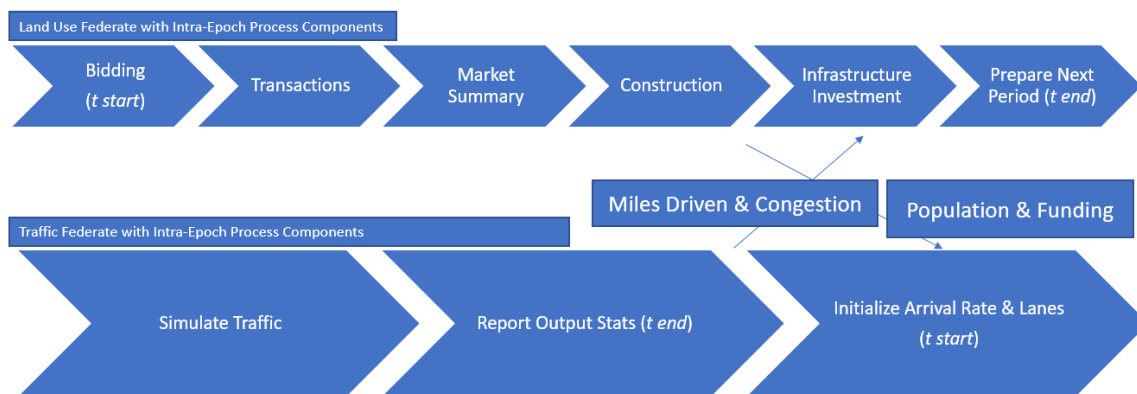 Land Use Federate with Intra-Epoch Process Components
Bidding
(t start)
Transactions
Market
Summary
Construction
Infrastructure
Investment
Prepare Next
Period (t end)
Miles Driven & Congestion
Population & Funding
Traffic Federate with Intra-Epoch Process Components
Simulate Traffic
Report Output Stats (t end)
Initialize Arrival Rate & Lanes
(t start)